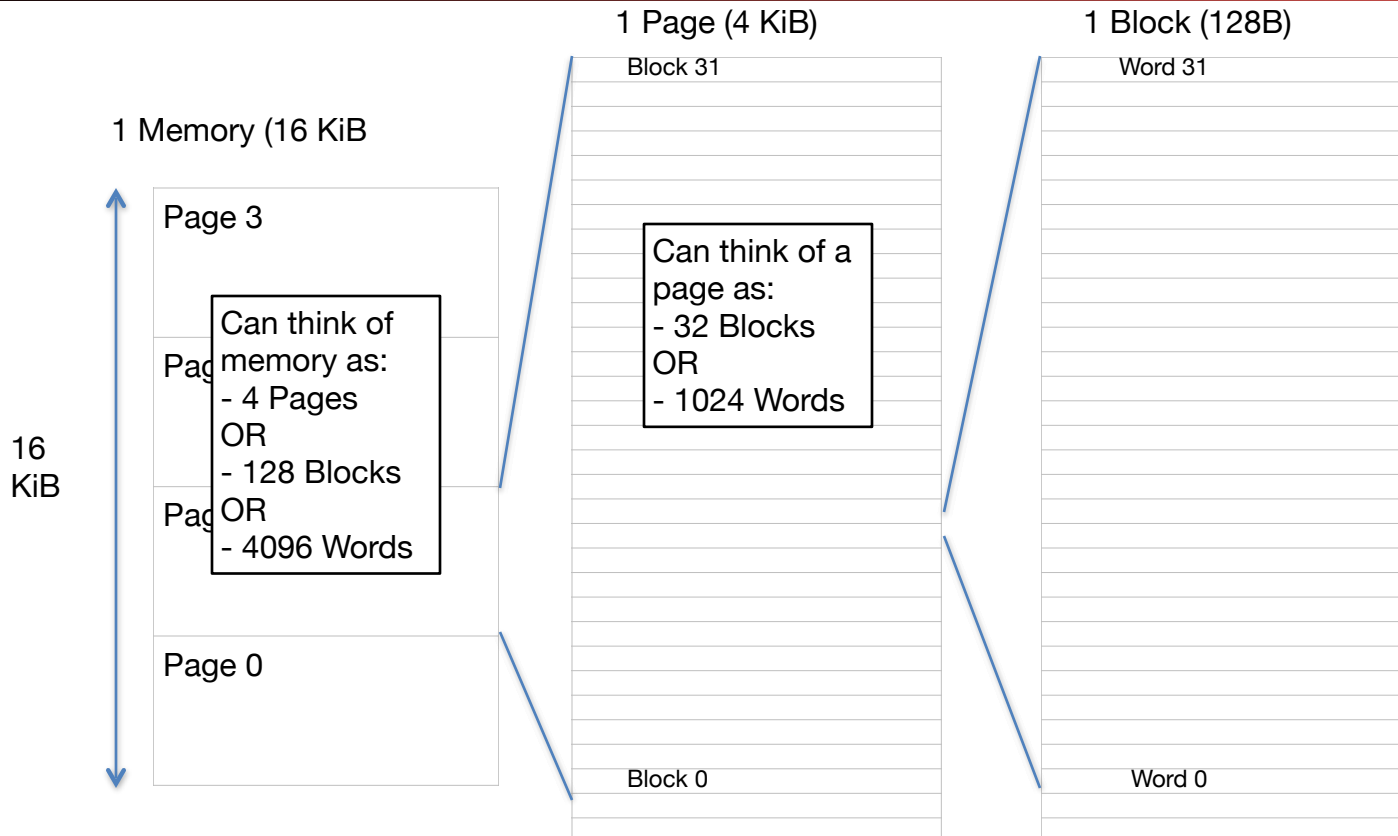 1 Page (4 KiB)
1 Block (128B)
Block 31
Word 31
1 Memory (16 KiB
Page 3
Can think of
memory as:
- 4 Pages
OR
- 128 Blocks
OR
- 4096 Words
Pag
Pag
Page 0
16
KiB
Can think of a
page as:
- 32 Blocks
OR
- 1024 Words
Block 0
Word 0